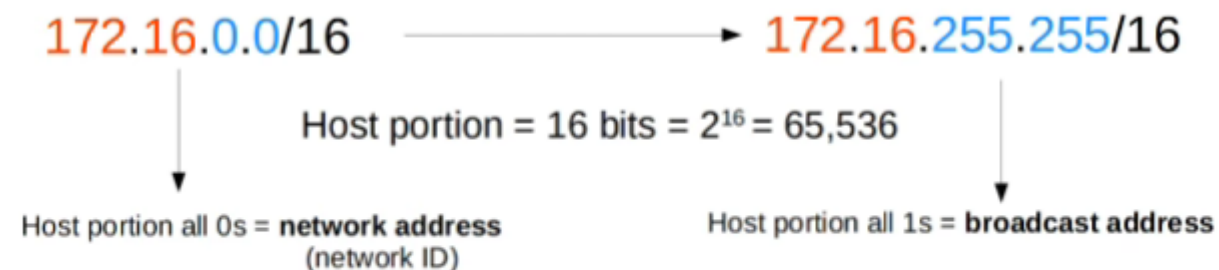 172.16.0.0/16 172.16.255.255/16
Host portion = 16 bits = 2¹⁶ = 65,536
Host portion all 0s = network address
(network ID)
Host portion all 1s = broadcast address